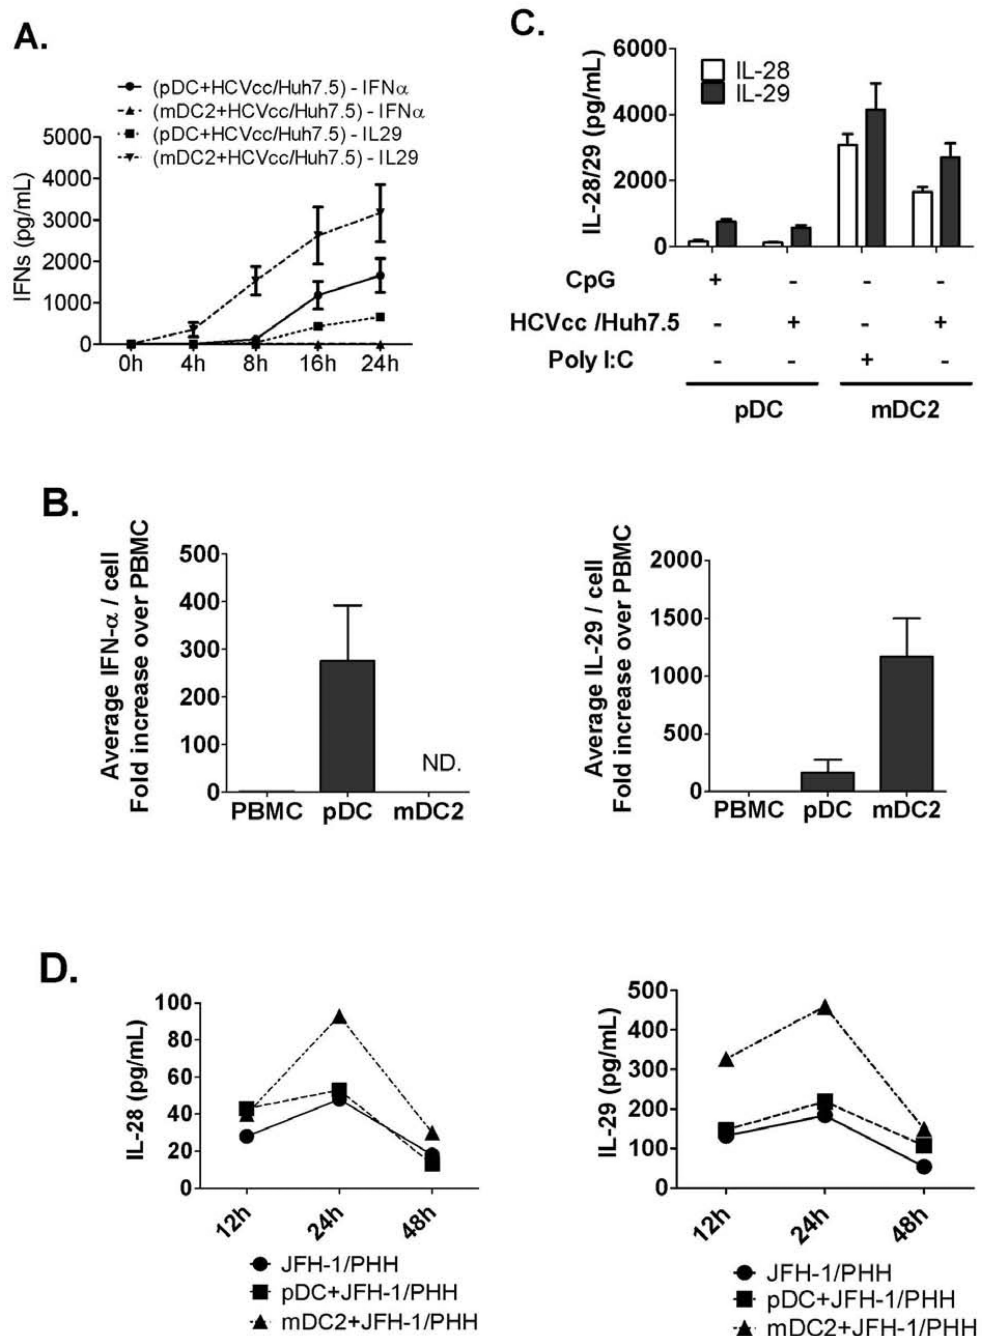 A.
(pDC+HCVcc/Huh7.5) - IFNα
(mDC2+HCVcc/Huh7.5) - IFNα
(pDC+HCVcc/Huh7.5) - IL29
(mDC2+HCVcc/Huh7.5) - IL29
IFNs (pg/mL)
5000
4000
3000
2000
1000
0
0h 4h 8h 16h 24h
C.
IL-28/29 (pg/mL)
6000
4000
2000
0
IL-28
IL-29
CpG + - - -
HCVcc /Huh7.5 - + - +
Poly I:C - - + -
pDC mDC2
B.
Average IFN-α / cell
Fold increase over PBMC
500
400
300
200
100
0
ND.
PBMC pDC mDC2
Average IL-29 / cell
Fold increase over PBMC
2000
1500
1000
500
0
PBMC pDC mDC2
D.
IL-28 (pg/mL)
100
80
60
40
20
0
12h 24h 48h
JFH-1/PHH
pDC+JFH-1/PHH
mDC2+JFH-1/PHH
IL-29 (pg/mL)
500
400
300
200
100
0
12h 24h 48h
JFH-1/PHH
pDC+JFH-1/PHH
mDC2+JFH-1/PHH